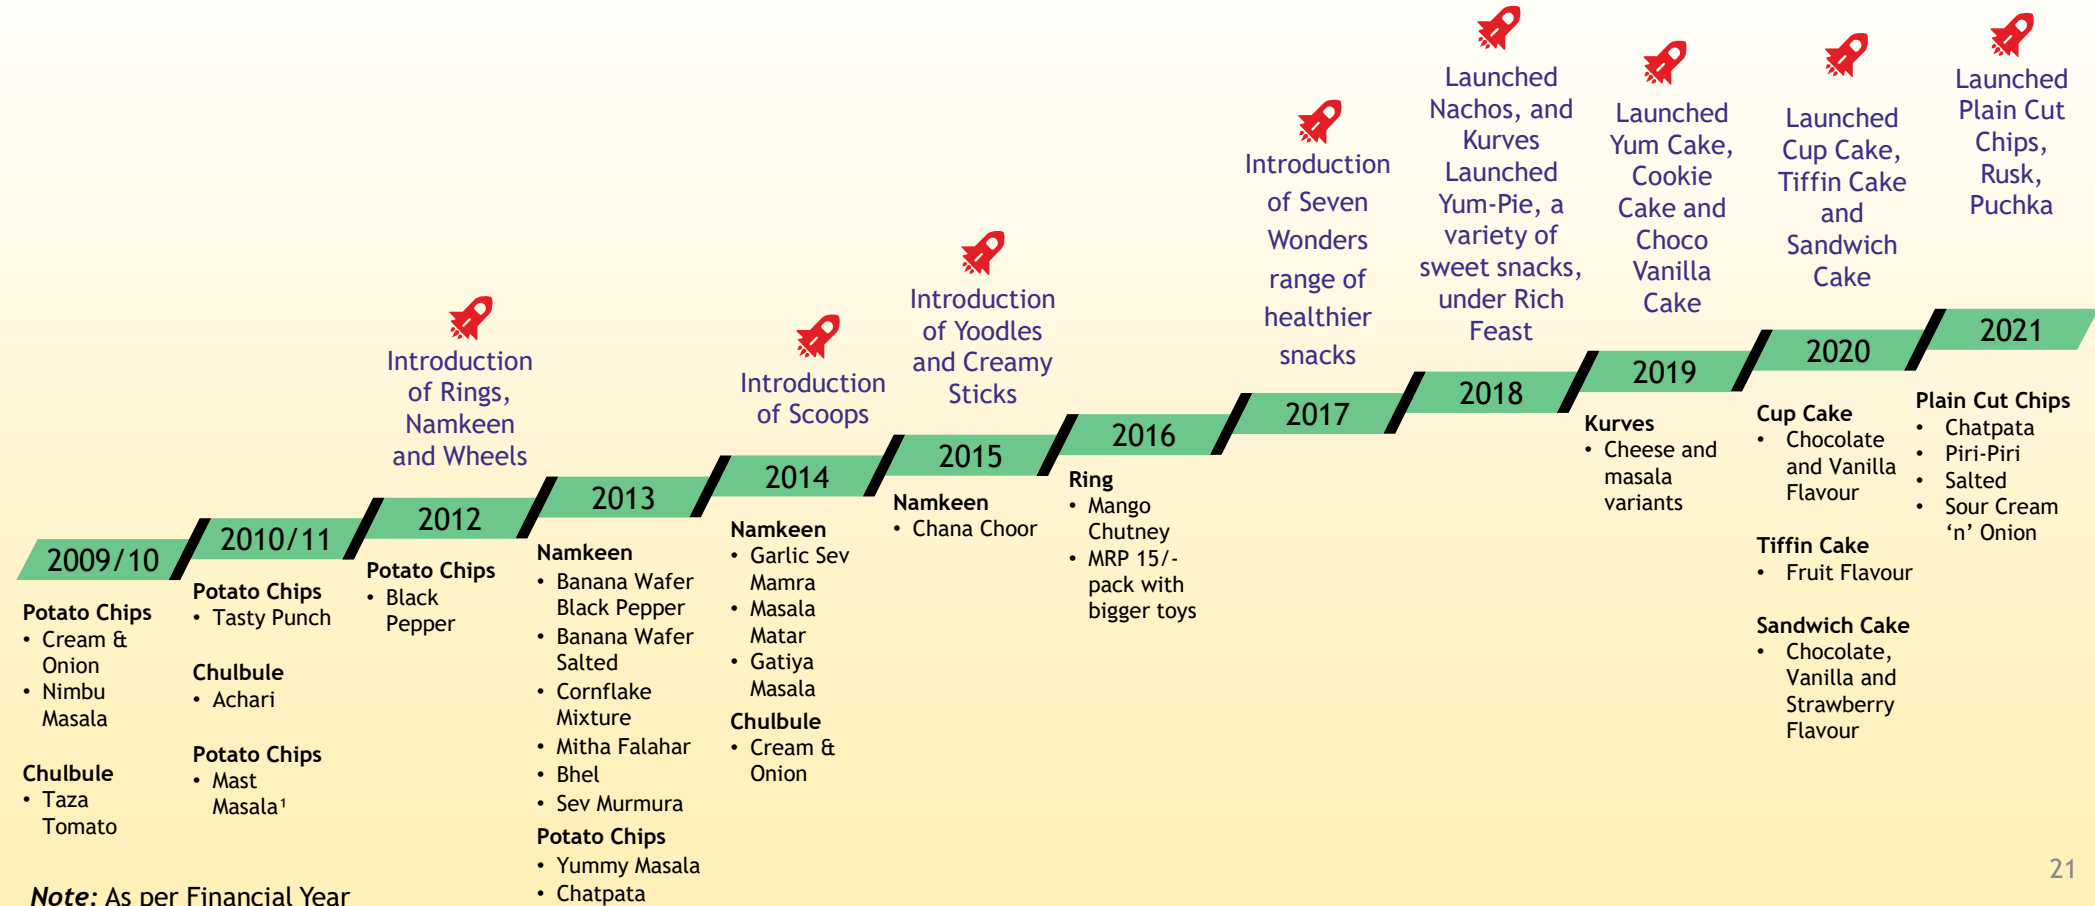 Introduction
of Rings,
Namkeen
and Wheels
Introduction
of Scoops
Introduction
of Yoodles
and Creamy
Sticks
Introduction
of Seven
Wonders
range of
healthier
snacks
Launched
Nachos, and
Kurves
Launched
Yum-Pie, a
variety of
sweet snacks,
under Rich
Feast
Launched
Yum Cake,
Cookie
Cake and
Choco
Vanilla
Cake
Launched
Cup Cake,
Tiffin Cake
and
Sandwich
Cake
Launched
Plain Cut
Chips,
Rusk,
Puchka
2009/10
Potato Chips
• Cream &
Onion
• Nimbu
Masala
Chulbule
• Taza
Tomato
2010/11
Potato Chips
• Tasty Punch
Chulbule
• Achari
Potato Chips
• Mast
Masala¹
2012
Potato Chips
• Black
Pepper
2013
Namkeen
• Banana Wafer
Black Pepper
• Banana Wafer
Salted
• Cornflake
Mixture
• Mitha Falahar
• Bhel
• Sev Murmura
Potato Chips
• Yummy Masala
• Chatpata
2014
Namkeen
• Garlic Sev
Mamra
• Masala
Matar
• Gatiya
Masala
Chulbule
• Cream &
Onion
2015
Namkeen
• Chana Choor
2016
Ring
• Mango
Chutney
• MRP 15/-
pack with
bigger toys
2017
2018
2019
Kurves
• Cheese and
masala
variants
2020
Cup Cake
• Chocolate
and Vanilla
Flavour
Tiffin Cake
• Fruit Flavour
Sandwich Cake
• Chocolate,
Vanilla and
Strawberry
Flavour
2021
Plain Cut Chips
• Chatpata
• Piri-Piri
• Salted
• Sour Cream
‘n’ Onion
Note: As per Financial Year
21